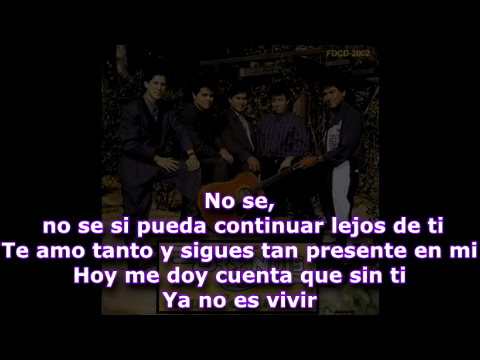 FDCD-2002
No se,
no se si pueda continuar lejos de ti
Te amo tanto y sigues tan presente en mi
Hoy me doy cuenta que sin ti
Ya no es vivir